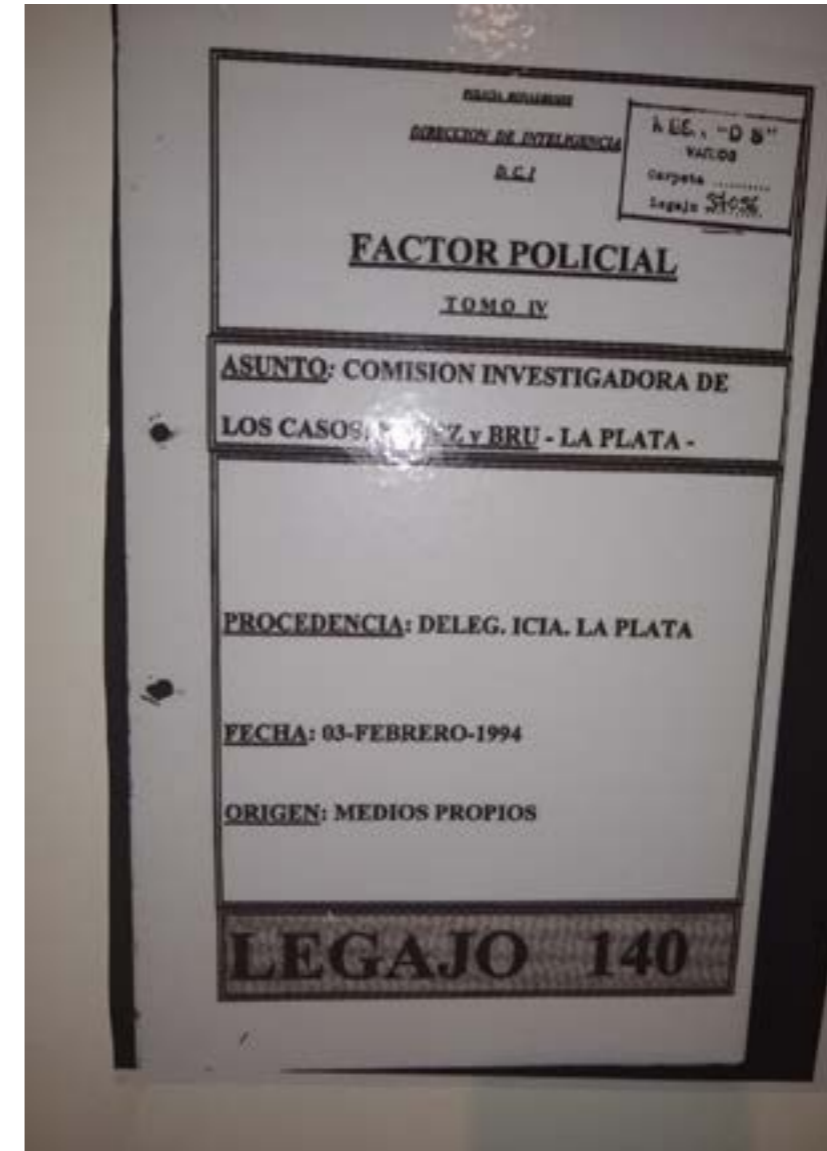 DIRECCION DE INTELIGENCIA
D.C.I
"D S"
VARIOS
Carpeta ..........
Legajo
FACTOR POLICIAL
TOMO IV
ASUNTO: COMISION INVESTIGADORA DE
LOS CASOS, Z y BRU - LA PLATA -
PROCEDENCIA: DELEG. ICIA. LA PLATA
FECHA: 03-FEBRERO-1994
ORIGEN: MEDIOS PROPIOS
LEGAJO 140